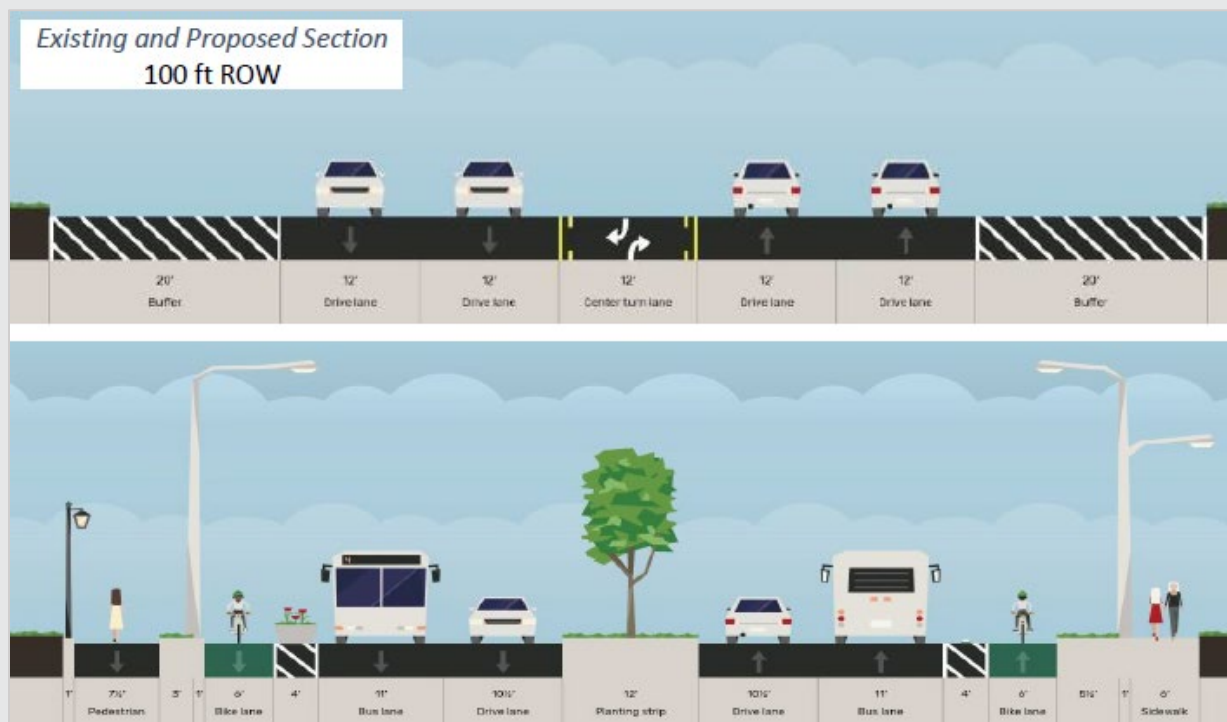 Existing and Proposed Section
100 ft ROW
20' 12' 12' 12' 12' 12' 20'
Buffer Drive lane Drive lane Center turn lane Drive lane Drive lane Buffer
4
1' 7½' 3' 1' 6' 4' 11' 10½' 12' 10½' 11' 4' 6' 5½' 1' 6'
Pedestrian Bike lane Bus lane Drive lane Planting strip Drive lane Bus lane Bike lane Sidewalk